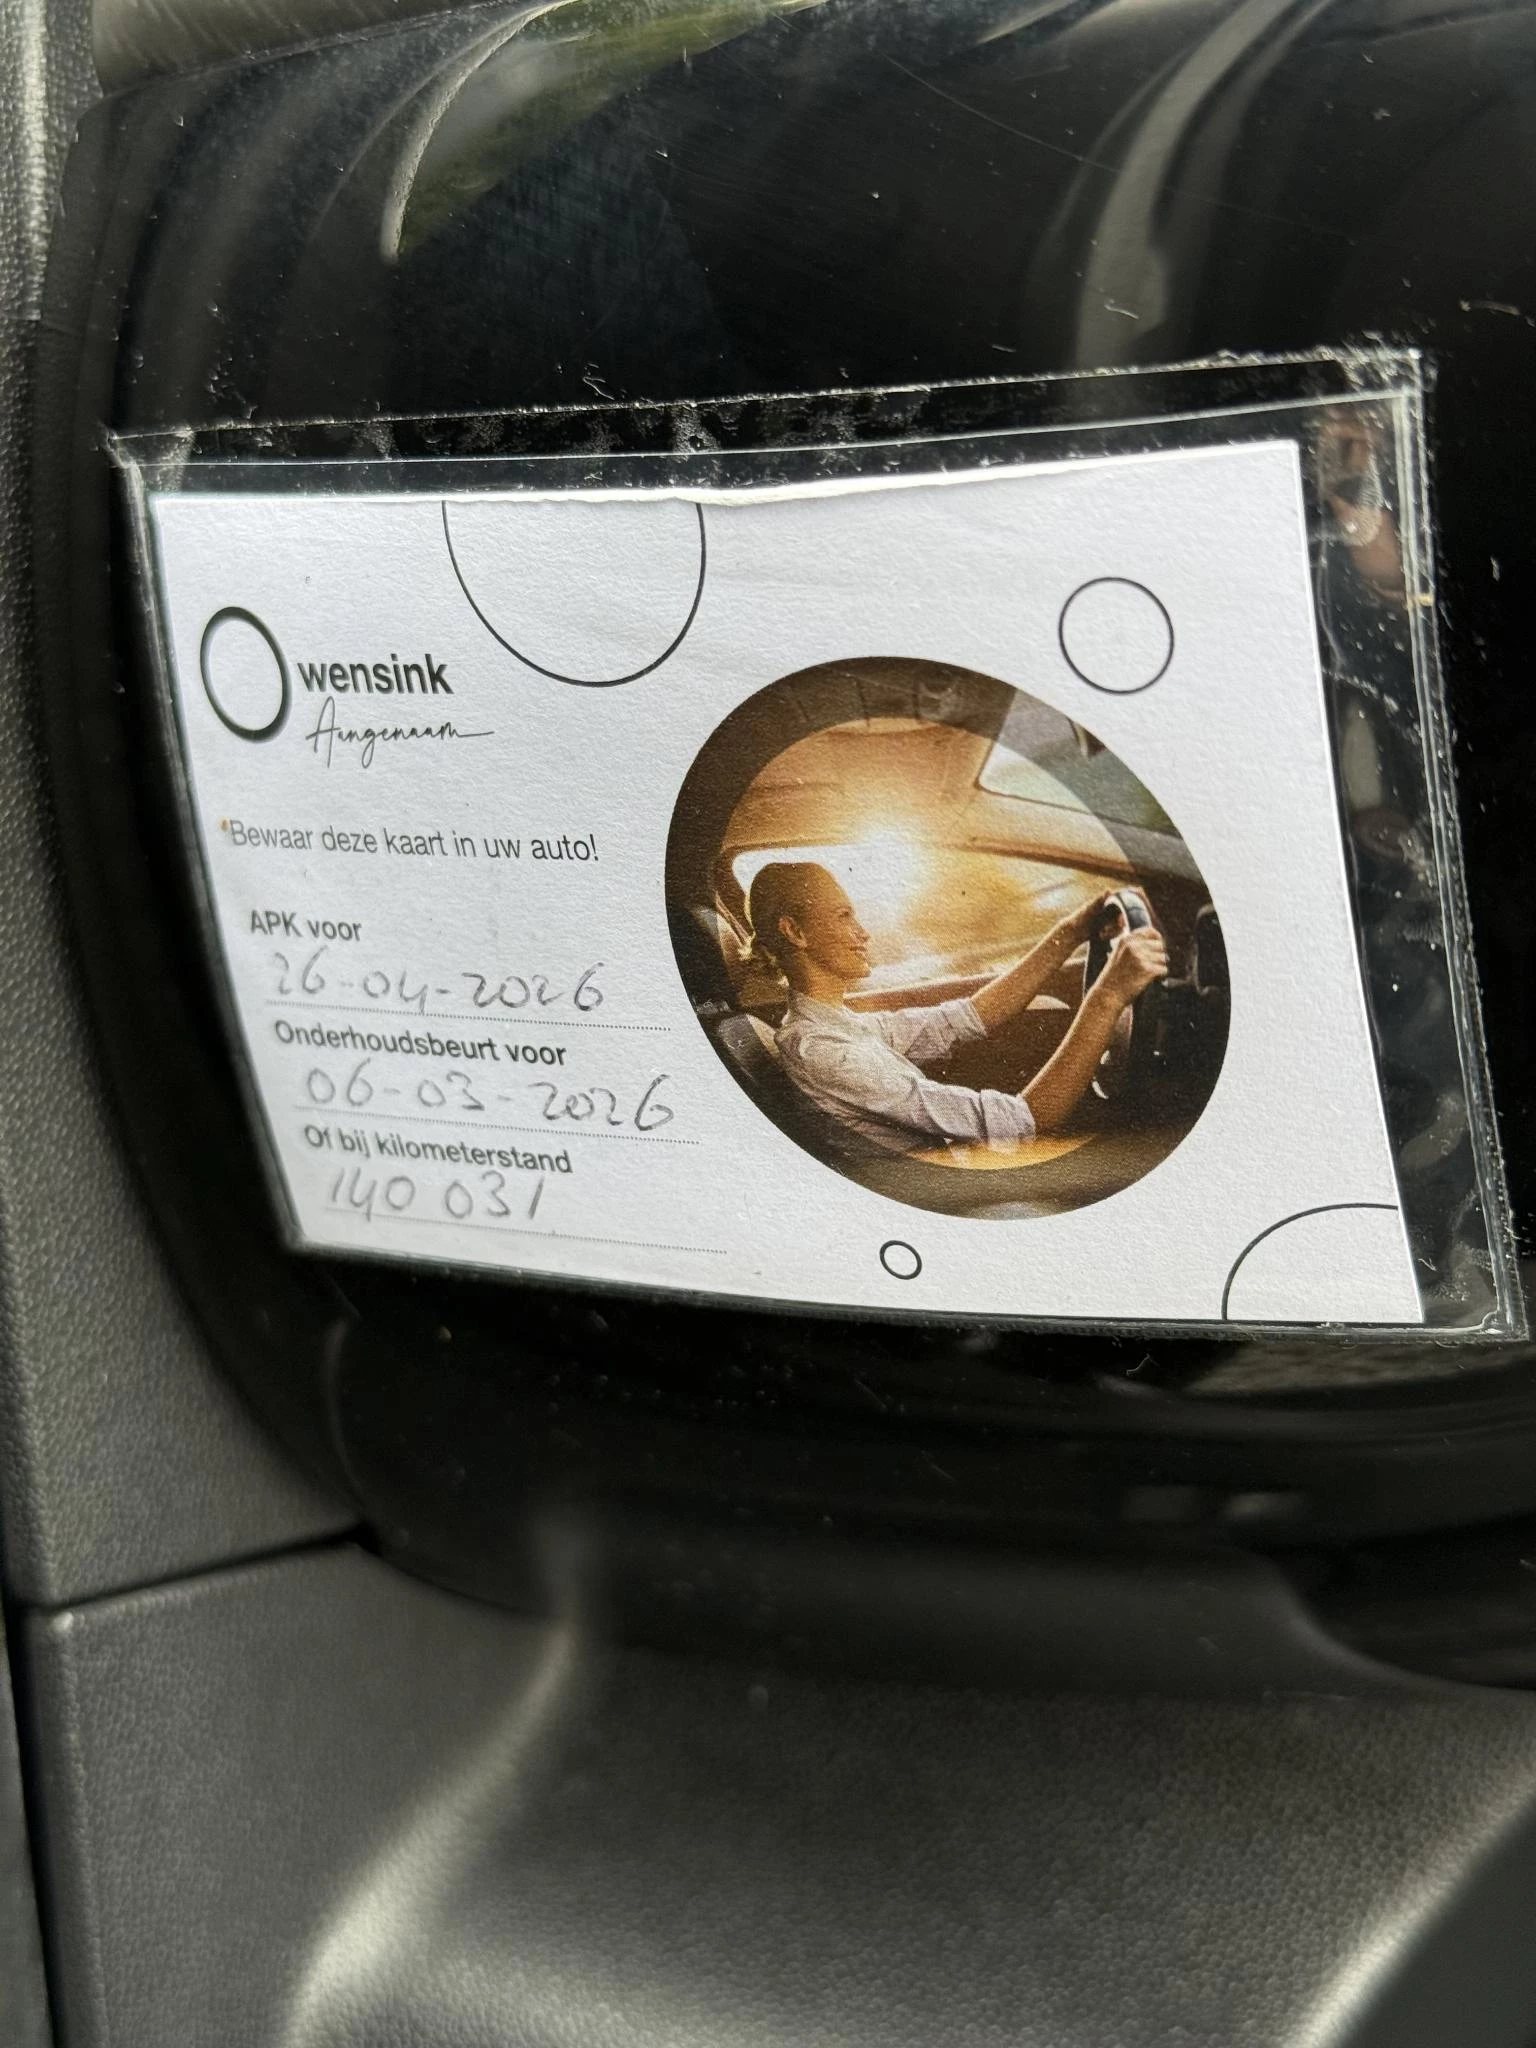 wensink
Aangenaam
Bewaar deze kaart in uw auto!
APK voor
26-04-2026
Onderhoudsbeurt voor
06-03-2026
Of bij kilometerstand
140 031